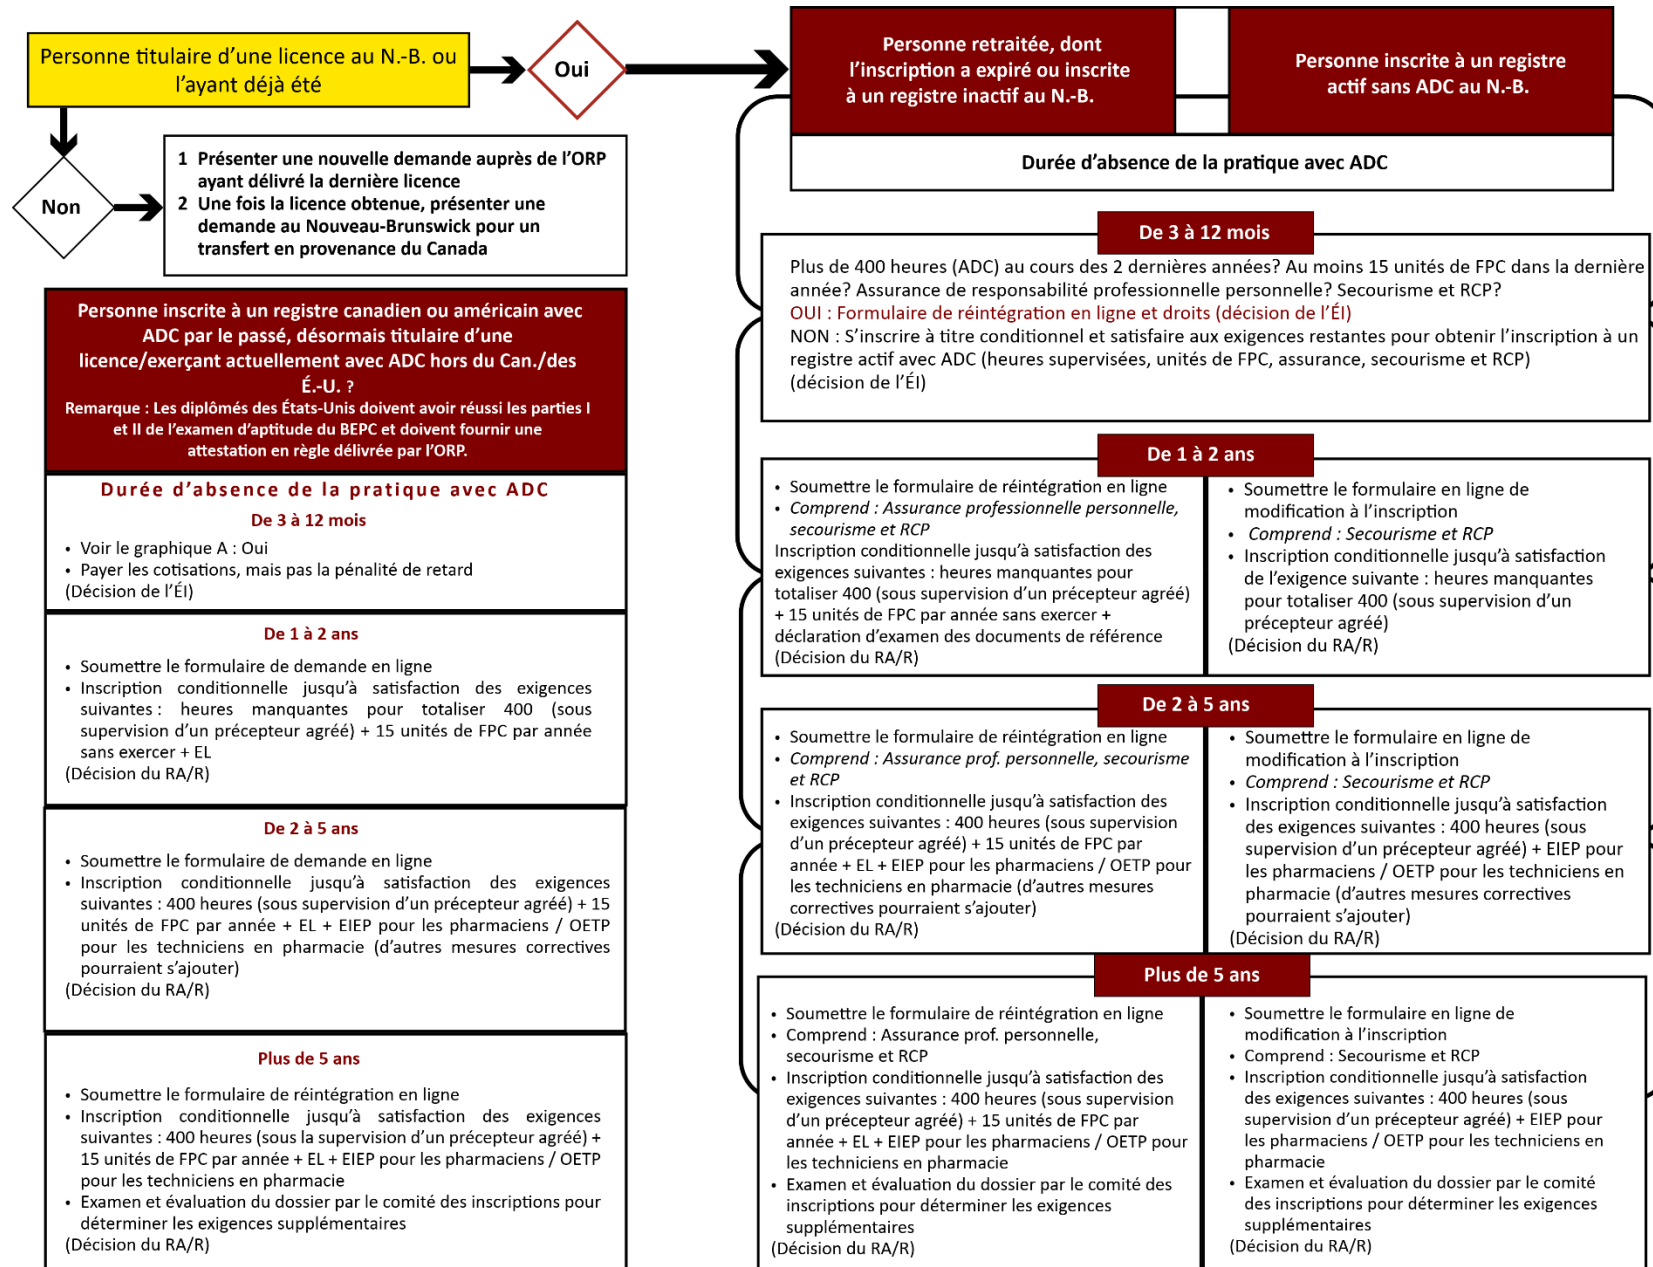 Personne titulaire d’une licence au N.-B. ou
l’ayant déjà été
Oui
Non
1 Présenter une nouvelle demande auprès de l’ORP
ayant délivré la dernière licence
2 Une fois la licence obtenue, présenter une
demande au Nouveau-Brunswick pour un
transfert en provenance du Canada
Personne inscrite à un registre canadien ou américain avec
ADC par le passé, désormais titulaire d’une
licence/exerçant actuellement avec ADC hors du Can./des
É.-U. ?
Remarque : Les diplômés des États-Unis doivent avoir réussi les parties I
et II de l’examen d’aptitude du BEPC et doivent fournir une
attestation en règle délivrée par l’ORP.
Durée d’absence de la pratique avec ADC
De 3 à 12 mois
• Voir le graphique A : Oui
• Payer les cotisations, mais pas la pénalité de retard
(Décision de l’ÉI)
De 1 à 2 ans
• Soumettre le formulaire de demande en ligne
• Inscription conditionnelle jusqu’à satisfaction des exigences
suivantes : heures manquantes pour totaliser 400 (sous
supervision d’un précepteur agréé) + 15 unités de FPC par année
sans exercer + EL
(Décision du RA/R)
De 2 à 5 ans
• Soumettre le formulaire de demande en ligne
• Inscription conditionnelle jusqu’à satisfaction des exigences
suivantes : 400 heures (sous supervision d’un précepteur agréé) + 15
unités de FPC par année + EL + EIEP pour les pharmaciens / OETP
pour les techniciens en pharmacie (d’autres mesures correctives
pourraient s’ajouter)
(Décision du RA/R)
Plus de 5 ans
• Soumettre le formulaire de réintégration en ligne
• Inscription conditionnelle jusqu’à satisfaction des exigences
suivantes : 400 heures (sous la supervision d’un précepteur agréé) +
15 unités de FPC par année + EL + EIEP pour les pharmaciens / OETP
pour les techniciens en pharmacie
• Examen et évaluation du dossier par le comité des inscriptions pour
déterminer les exigences supplémentaires
(Décision du RA/R)
Personne retraitée, dont
l’inscription a expiré ou inscrite
à un registre inactif au N.-B.
Personne inscrite à un registre
actif sans ADC au N.-B.
Durée d’absence de la pratique avec ADC
De 3 à 12 mois
Plus de 400 heures (ADC) au cours des 2 dernières années? Au moins 15 unités de FPC dans la dernière
année? Assurance de responsabilité professionnelle personnelle? Secourisme et RCP?
OUI : Formulaire de réintégration en ligne et droits (décision de l’ÉI)
NON : S’inscrire à titre conditionnel et satisfaire aux exigences restantes pour obtenir l’inscription à un
registre actif avec ADC (heures supervisées, unités de FPC, assurance, secourisme et RCP)
(décision de l’ÉI)
De 1 à 2 ans
• Soumettre le formulaire de réintégration en ligne
• Comprend : Assurance professionnelle personnelle,
secourisme et RCP
Inscription conditionnelle jusqu’à satisfaction des
exigences suivantes : heures manquantes pour
totaliser 400 (sous supervision d’un précepteur agréé)
+ 15 unités de FPC par année sans exercer +
déclaration d’examen des documents de référence
(Décision du RA/R)
• Soumettre le formulaire en ligne de
modification à l’inscription
• Comprend : Secourisme et RCP
• Inscription conditionnelle jusqu’à satisfaction
de l’exigence suivante : heures manquantes
pour totaliser 400 (sous supervision d’un
précepteur agréé)
(Décision du RA/R)
De 2 à 5 ans
• Soumettre le formulaire de réintégration en ligne
• Comprend : Assurance prof. personnelle, secourisme
et RCP
• Inscription conditionnelle jusqu’à satisfaction des
exigences suivantes : 400 heures (sous supervision
d’un précepteur agréé) + 15 unités de FPC par
année + EL + EIEP pour les pharmaciens / OETP pour
les techniciens en pharmacie (d’autres mesures
correctives pourraient s’ajouter)
(Décision du RA/R)
• Soumettre le formulaire en ligne de
modification à l’inscription
• Comprend : Secourisme et RCP
• Inscription conditionnelle jusqu’à satisfaction
des exigences suivantes : 400 heures (sous
supervision d’un précepteur agréé) + EIEP pour
les pharmaciens / OETP pour les techniciens en
pharmacie (d’autres mesures correctives
pourraient s’ajouter)
(Décision du RA/R)
Plus de 5 ans
• Soumettre le formulaire de réintégration en ligne
• Comprend : Assurance prof. personnelle,
secourisme et RCP
• Inscription conditionnelle jusqu’à satisfaction des
exigences suivantes : 400 heures (sous supervision
d’un précepteur agréé) + 15 unités de FPC par
année + EL + EIEP pour les pharmaciens / OETP pour
les techniciens en pharmacie
• Examen et évaluation du dossier par le comité des
inscriptions pour déterminer les exigences
supplémentaires
(Décision du RA/R)
• Soumettre le formulaire en ligne de
modification à l’inscription
• Comprend : Secourisme et RCP
• Inscription conditionnelle jusqu’à satisfaction
des exigences suivantes : 400 heures (sous
supervision d’un précepteur agréé) + EIEP pour
les pharmaciens / OETP pour les techniciens en
pharmacie
• Examen et évaluation du dossier par le comité
des inscriptions pour déterminer les exigences
supplémentaires
(Décision du RA/R)